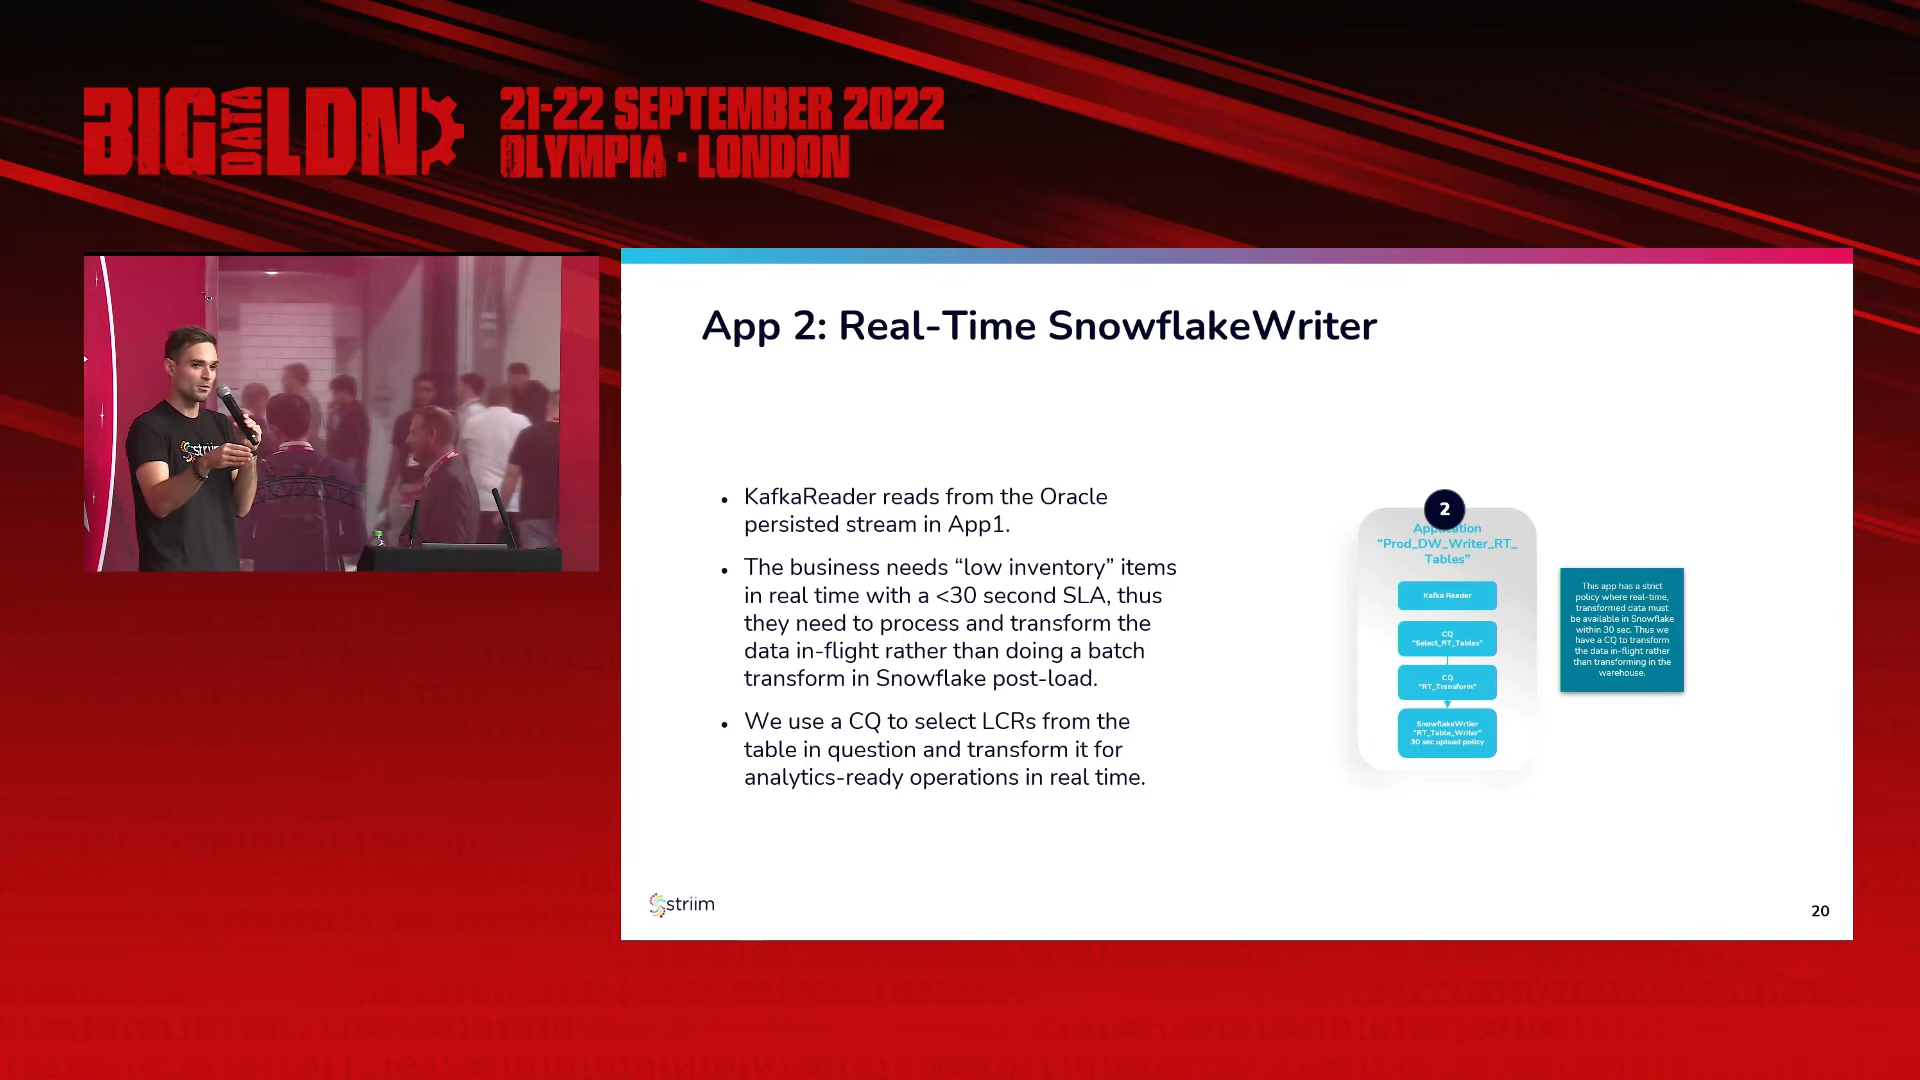 BIG DATA LDN
21-22 SEPTEMBER 2022
OLYMPIA · LONDON
striim
App 2: Real-Time SnowflakeWriter
• KafkaReader reads from the Oracle
persisted stream in App1.
• The business needs “low inventory” items
in real time with a <30 second SLA, thus
they need to process and transform the
data in-flight rather than doing a batch
transform in Snowflake post-load.
• We use a CQ to select LCRs from the
table in question and transform it for
analytics-ready operations in real time.
2
Application
“Prod_DW_Writer_RT_
Tables”
Kafka Reader
CQ
“Select_RT_Tables”
CQ
“RT_Transform”
SnowflakeWrtier
“RT_Table_Writer”
30 sec upload policy
This app has a strict
policy where real-time,
transformed data must
be available in Snowflake
within 30 sec. Thus we
have a CQ to transform
the data in-flight rather
than transforming in the
warehouse.
striim
20